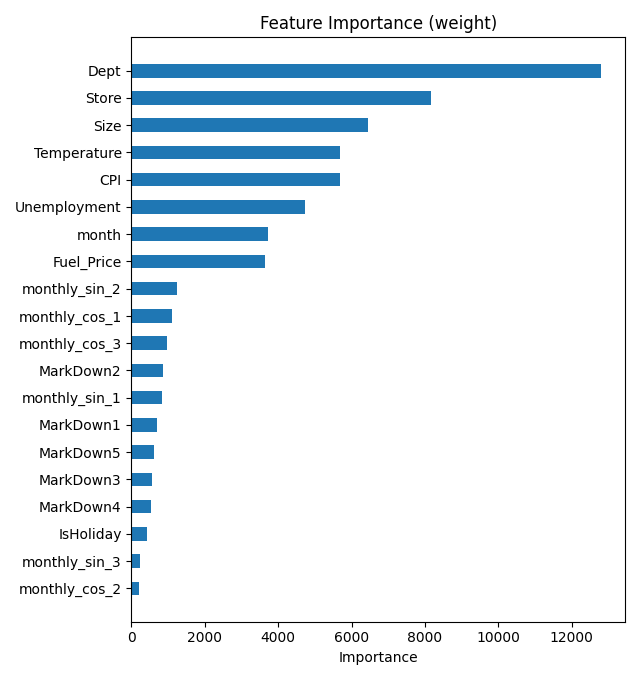 Feature Importance (weight)
Dept
Store
Size
Temperature
CPI
Unemployment
month
Fuel_Price
monthly_sin_2
monthly_cos_1
monthly_cos_3
MarkDown2
monthly_sin_1
MarkDown1
MarkDown5
MarkDown3
MarkDown4
IsHoliday
monthly_sin_3
monthly_cos_2
0 2000 4000 6000 8000 10000 12000
Importance